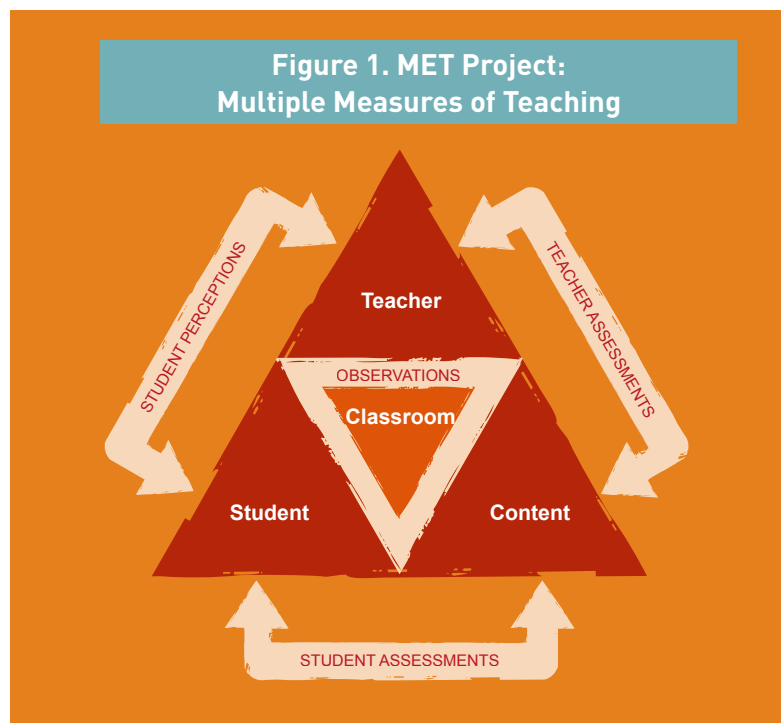 Figure 1. MET Project:
Multiple Measures of Teaching
STUDENT PERCEPTIONS
TEACHER ASSESSMENTS
Teacher
OBSERVATIONS
Classroom
Student
Content
STUDENT ASSESSMENTS